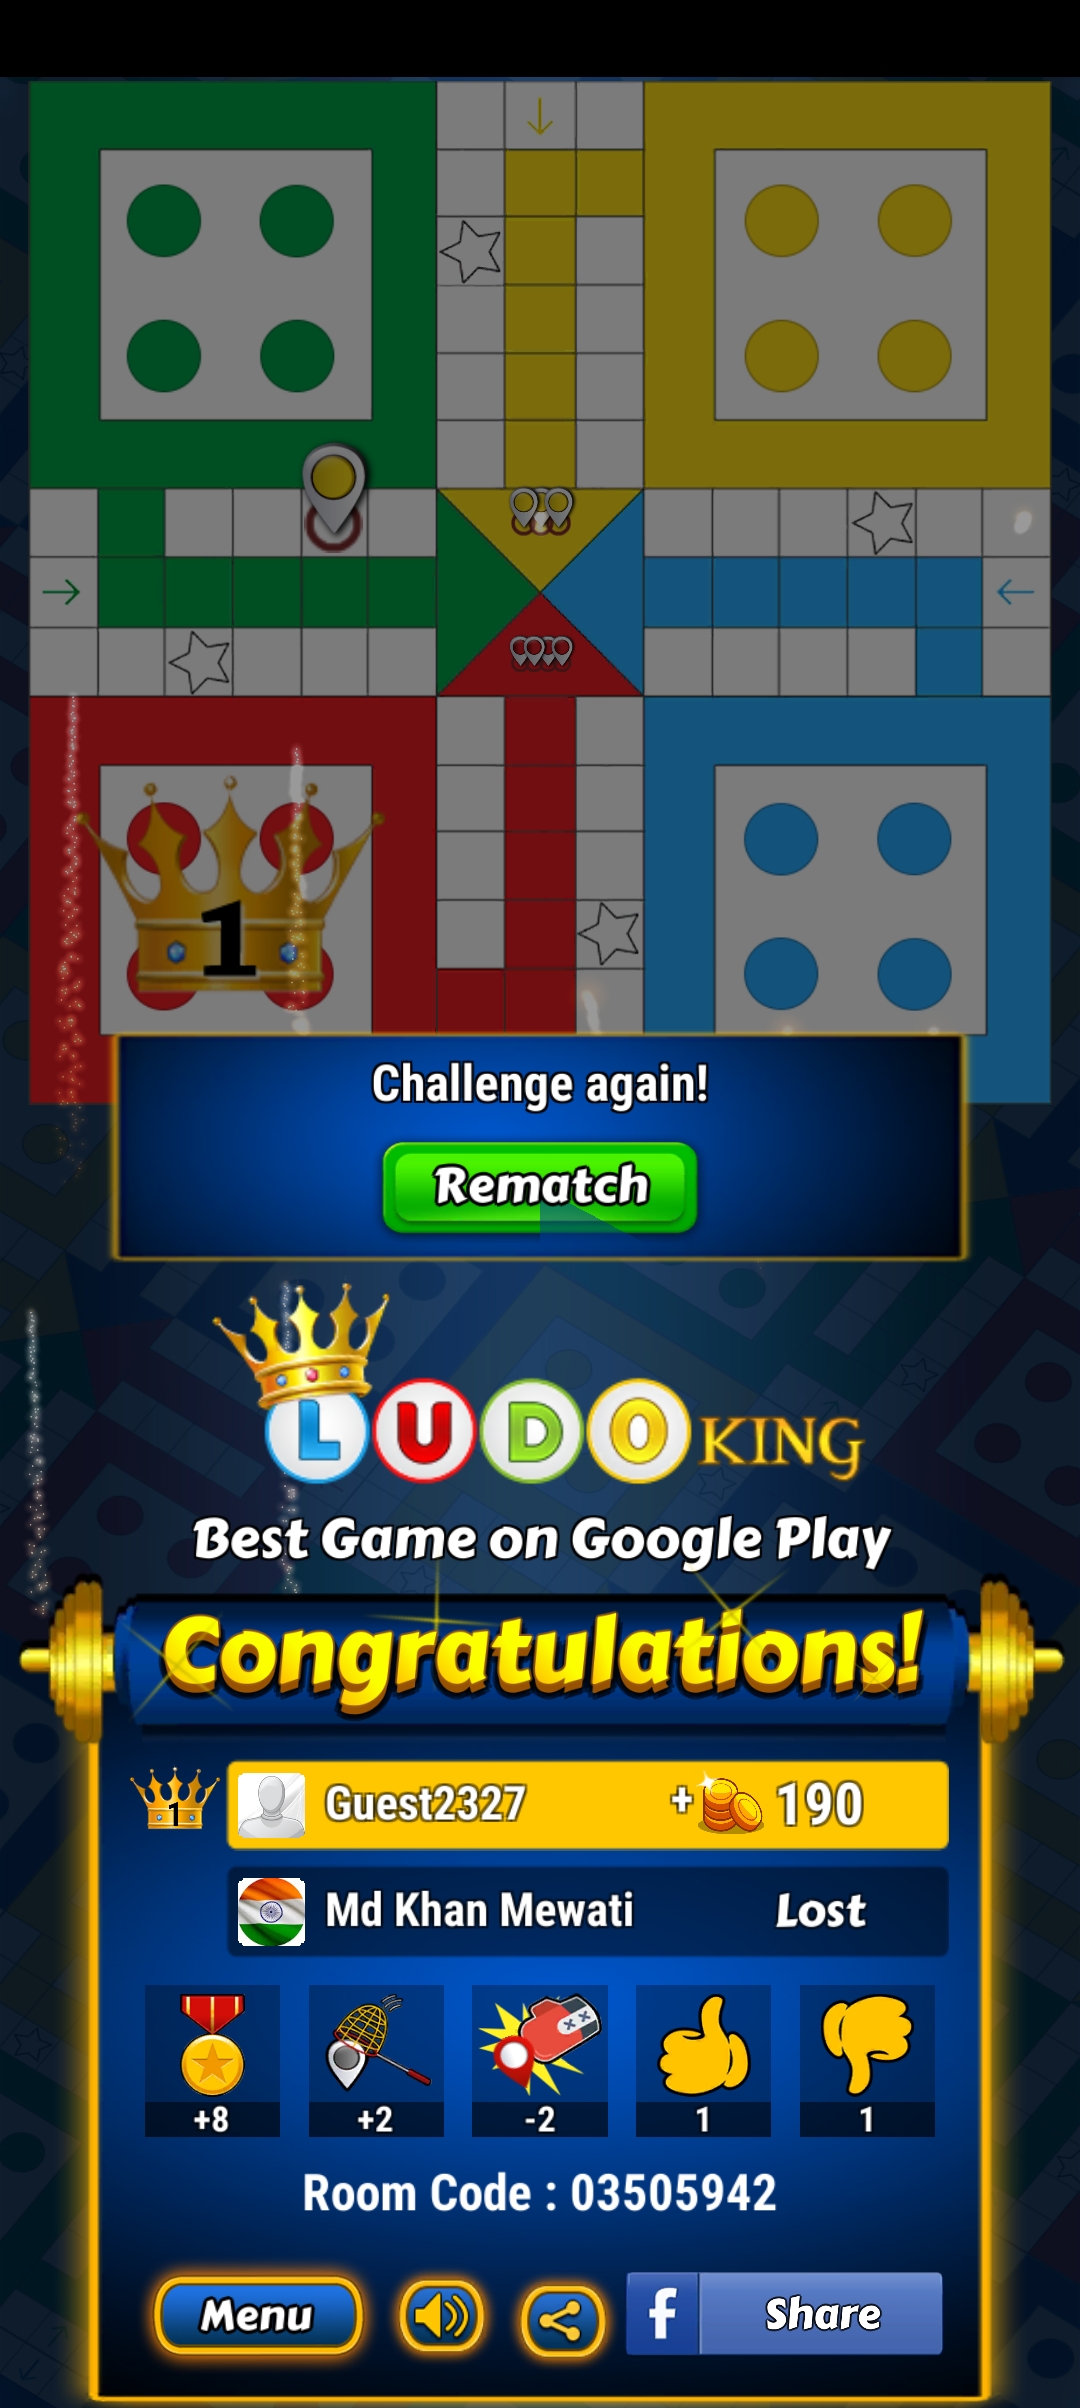 1
Challenge again!
Rematch
LUDO KING
Best Game on Google Play
Congratulations!
1 Guest2327 + 190
Md Khan Mewati Lost
+8 +2 -2 1 1
Room Code : 03505942
Menu f Share